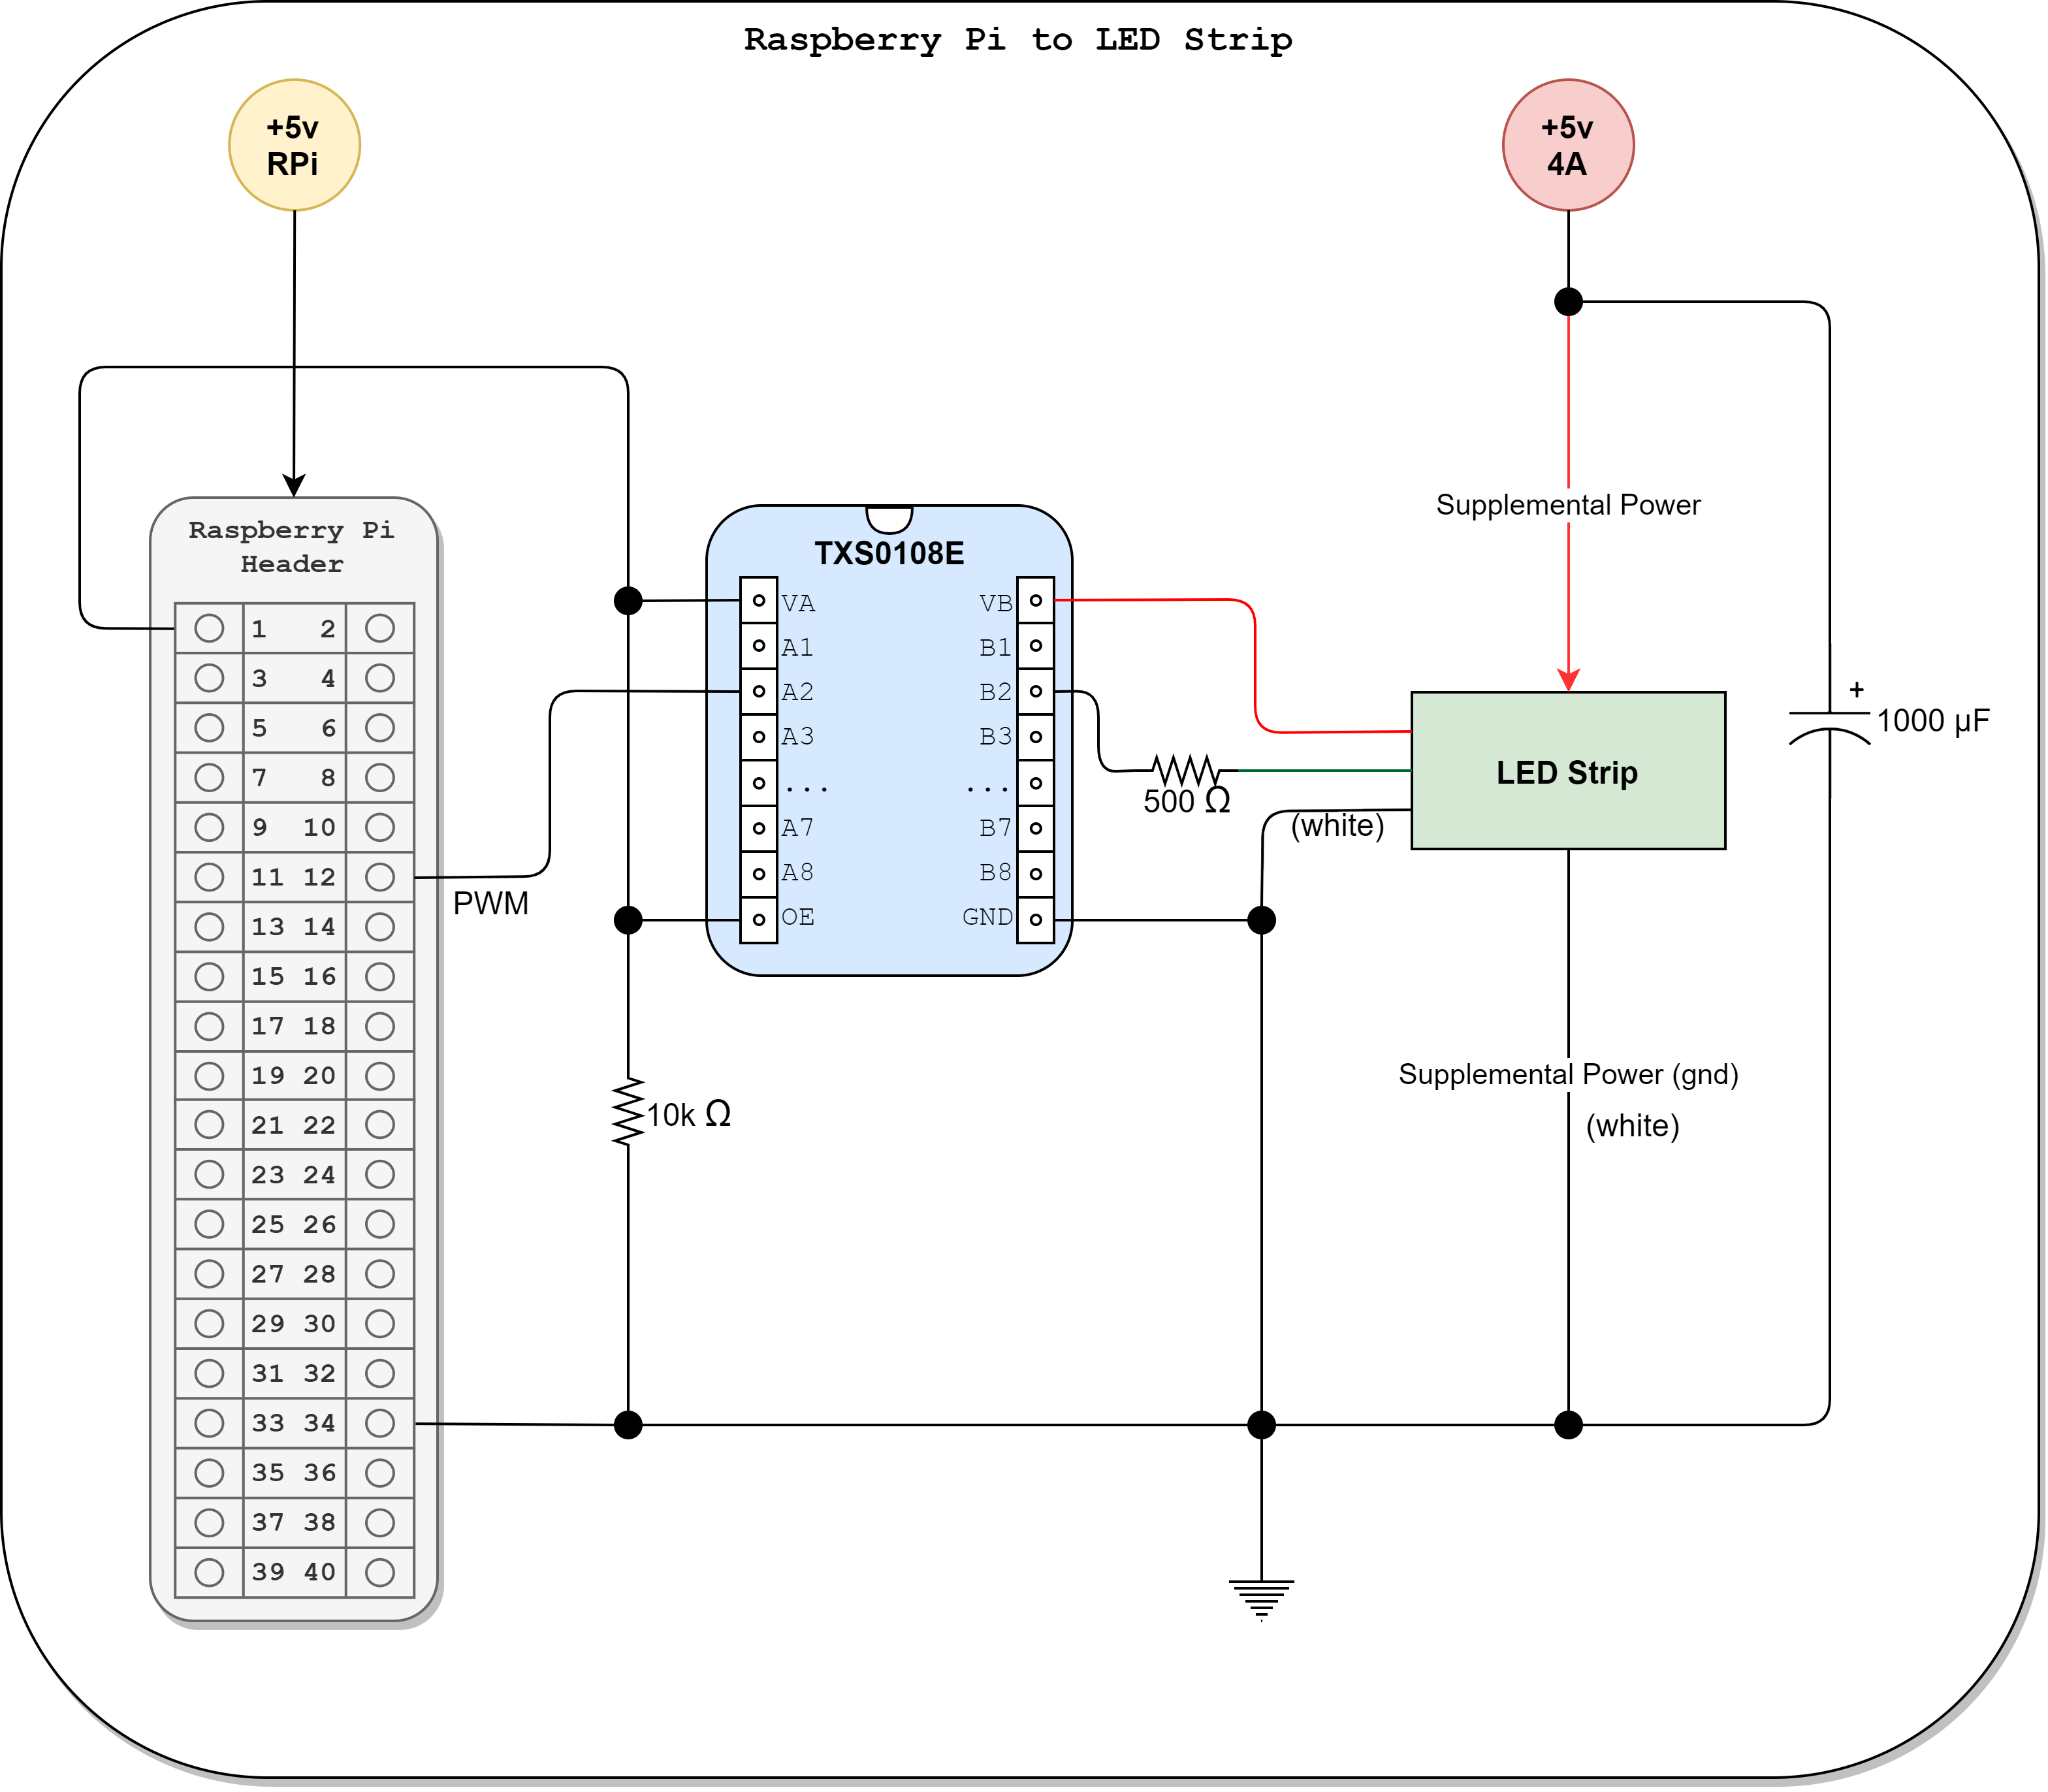 Raspberry Pi to LED Strip
+5v
RPi
+5v
4A
Raspberry Pi
Header
1 2
3 4
5 6
7 8
9 10
11 12
13 14
15 16
17 18
19 20
21 22
23 24
25 26
27 28
29 30
31 32
33 34
35 36
37 38
39 40
PWM
10k Ω
TXS0108E
VA VB
A1 B1
A2 B2
A3 B3
... ...
A7 B7
A8 B8
OE GND
500 Ω
(white)
Supplemental Power
LED Strip
+
1000 µF
Supplemental Power (gnd)
(white)